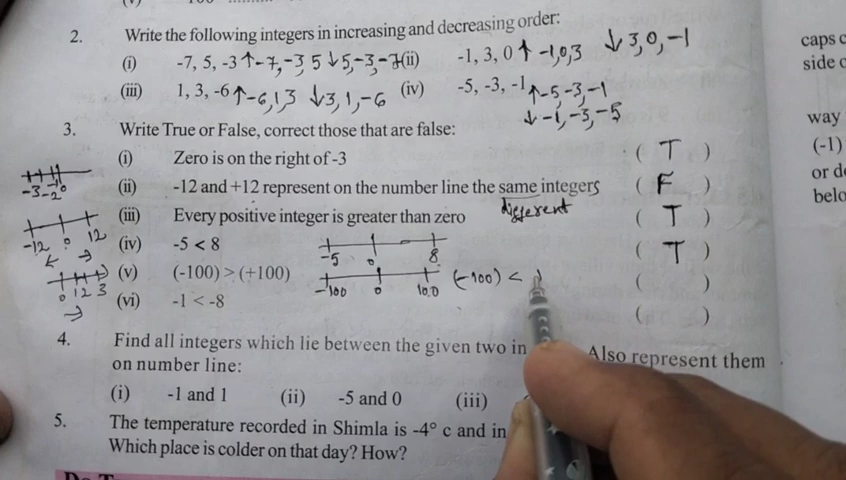 2. Write the following integers in increasing and decreasing order:
(i) -7, 5, -3 ↑-7, -3, 5 ↓5, -3, -7 (ii) -1, 3, 0 ↑ -1,0,3 ↓ 3, 0, -1
(iii) 1, 3, -6 ↑-6,1,3 ↓3, 1, -6 (iv) -5, -3, -1 ↑-5,-3,-1
↓ -1, -3, -5
3. Write True or False, correct those that are false:
(i) Zero is on the right of -3 ( T )
-3 -2 -1 0
(ii) -12 and +12 represent on the number line the same integers ( F )
(iii) Every positive integer is greater than zero different ( T )
-12 0 12
(iv) -5 < 8 -5 0 8 ( T )
← →
(v) (-100) > (+100) -100 0 100 (-100) < ( )
0 1 2 3
(vi) -1 < -8 ( )
→
4. Find all integers which lie between the given two in Also represent them
on number line:
(i) -1 and 1 (ii) -5 and 0 (iii)
5. The temperature recorded in Shimla is -4° c and in
Which place is colder on that day? How?
caps
side
way
(-1)
or